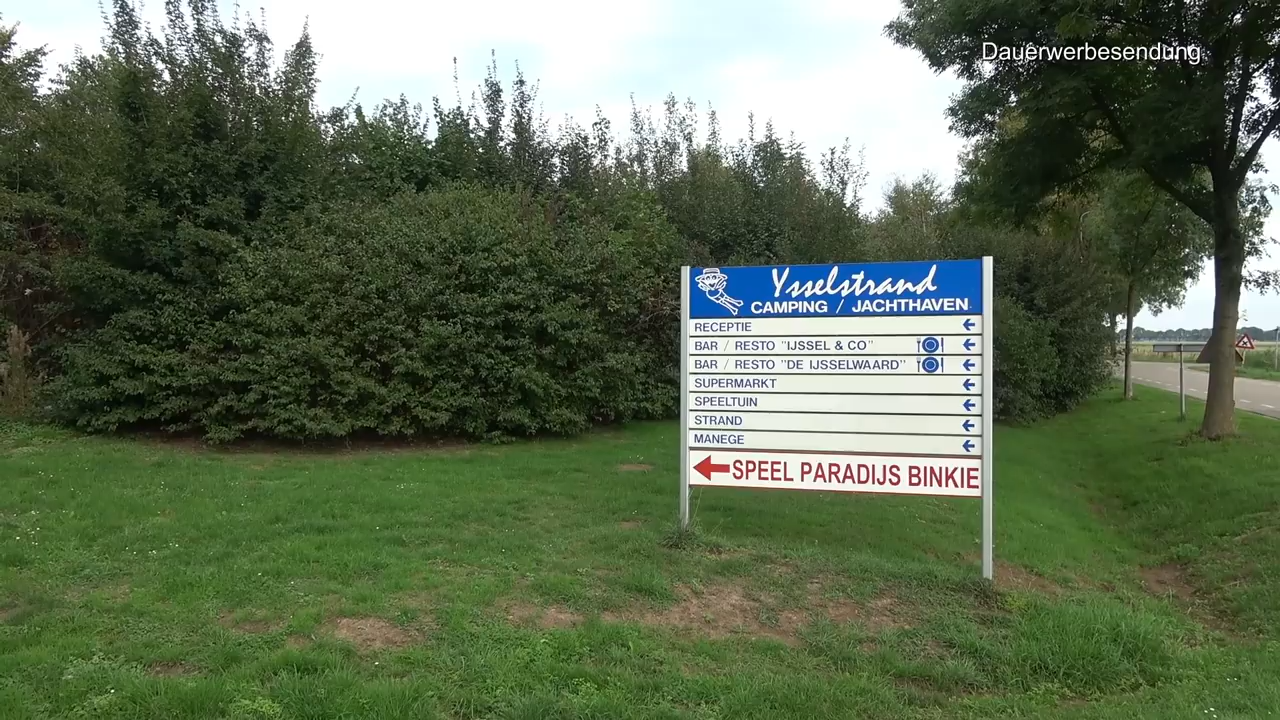 Dauerwerbesendung
Ysselstrand
CAMPING / JACHTHAVEN
RECEPTIE
BAR / RESTO "IJSSEL & CO"
BAR / RESTO "DE IJSSELWAARD"
SUPERMARKT
SPEELTUIN
STRAND
MANEGE
SPEEL PARADIJS BINKIE